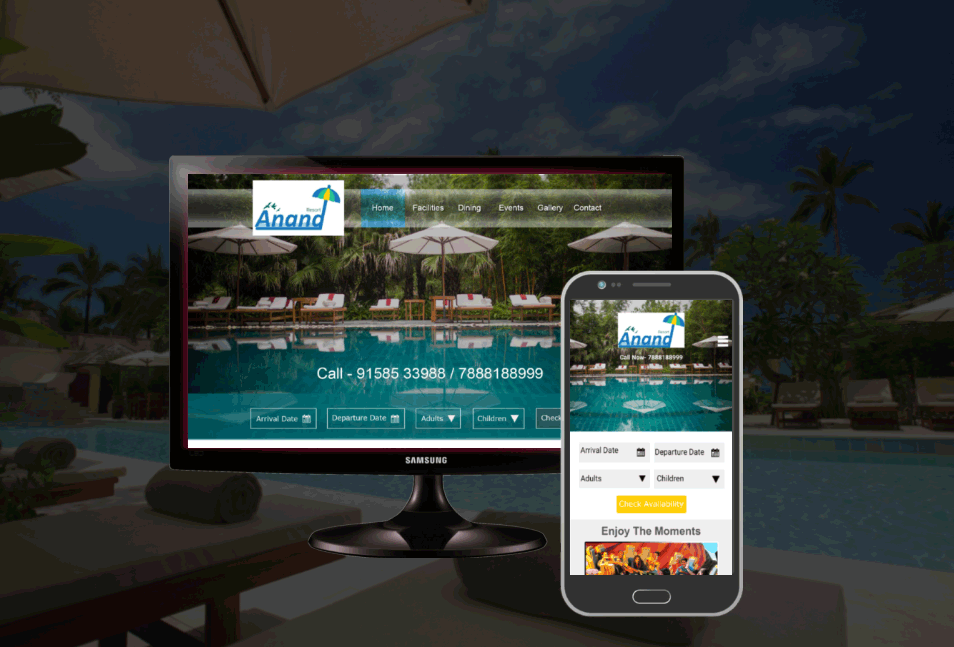 Resort
Anand
Home Facilities Dining Events Gallery Contact
Call - 91585 33988 / 7888188999
Arrival Date Departure Date Adults Children Check
SAMSUNG
Resort
Anand
Call Now- 7888188999
Arrival Date Departure Date
Adults Children
Check Availability
Enjoy The Moments